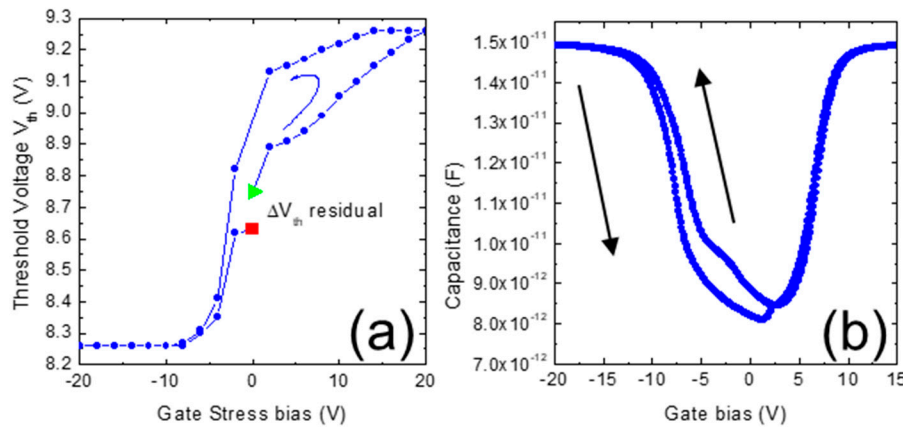 9.3
9.2
9.1
9.0
8.9
8.8
8.7
8.6
8.5
8.4
8.3
8.2
Threshold Voltage Vth (V)
ΔVth residual
(a)
-20 -10 0 10 20
Gate Stress bias (V)
1.5x10-11
1.4x10-11
1.3x10-11
1.2x10-11
1.1x10-11
1.0x10-11
9.0x10-12
8.0x10-12
7.0x10-12
Capacitance (F)
(b)
-20 -15 -10 -5 0 5 10 15
Gate bias (V)